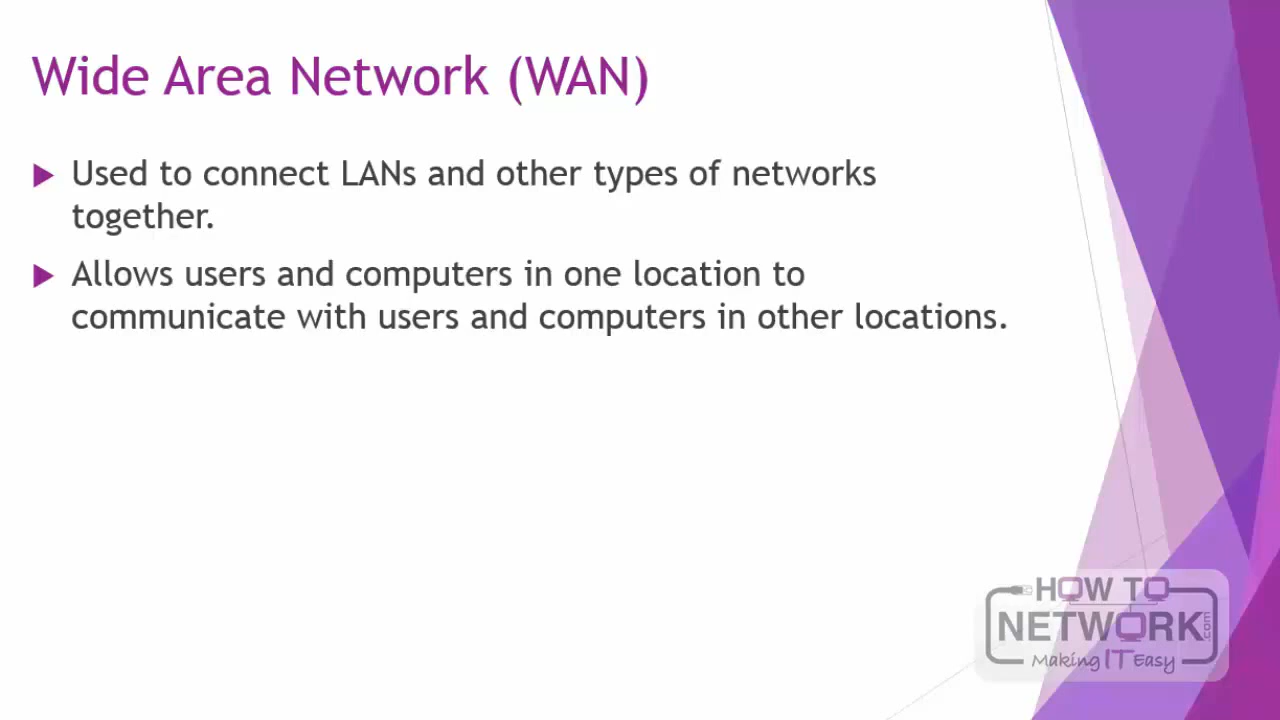 Wide Area Network (WAN)
Used to connect LANs and other types of networks
together.
Allows users and computers in one location to
communicate with users and computers in other locations.
HOW TO
NETWORK.com
Making IT Easy